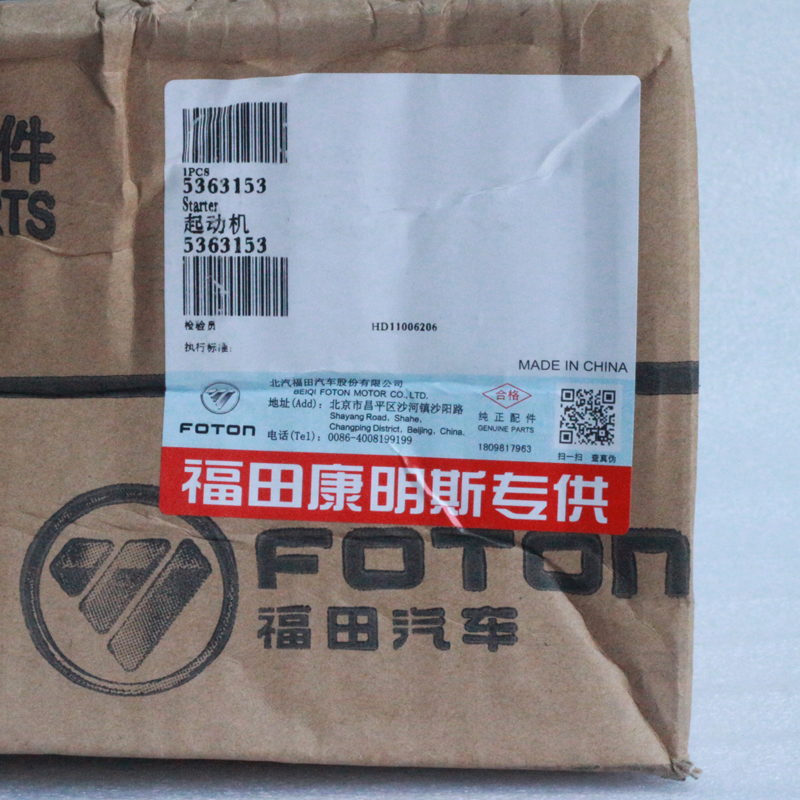 件
RTS
1PCS
5363153
Starter
起动机
5363153
检验员
HD11006206
执行标准:
MADE IN CHINA
北汽福田汽车股份有限公司
BEIQI FOTON MOTOR CO.,LTD.
地址(Add): 北京市昌平区沙河镇沙阳路
Shayang Road, Shahe,
Changping District, Beijing, China.
电话(Tel): 0086-4008199199
FOTON
合格
纯正配件
GENUINE PARTS
1809817963
扫一扫 查真伪
福田康明斯专供
FOTON
福田汽车